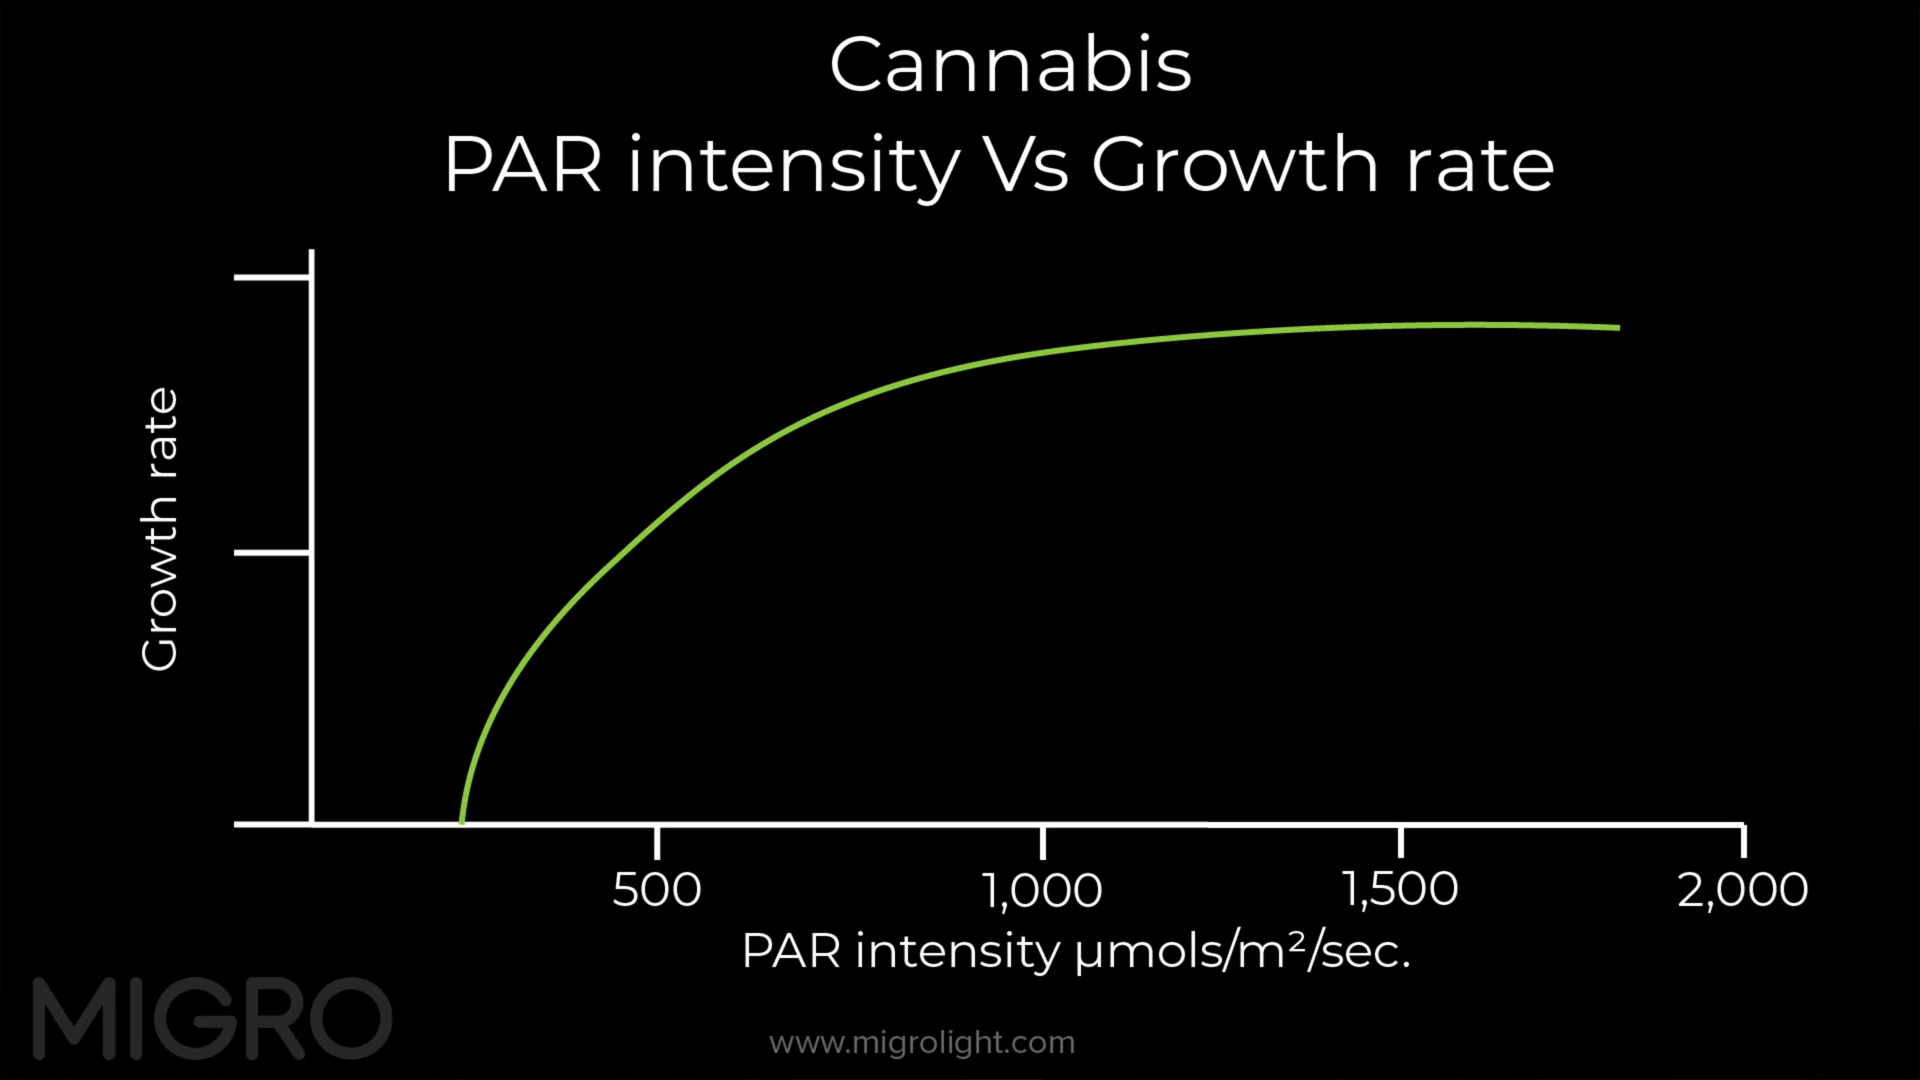 Cannabis
PAR intensity Vs Growth rate
Growth rate
500 1,000 1,500 2,000
PAR intensity µmols/m²/sec.
MIGRO
www.migrolight.com